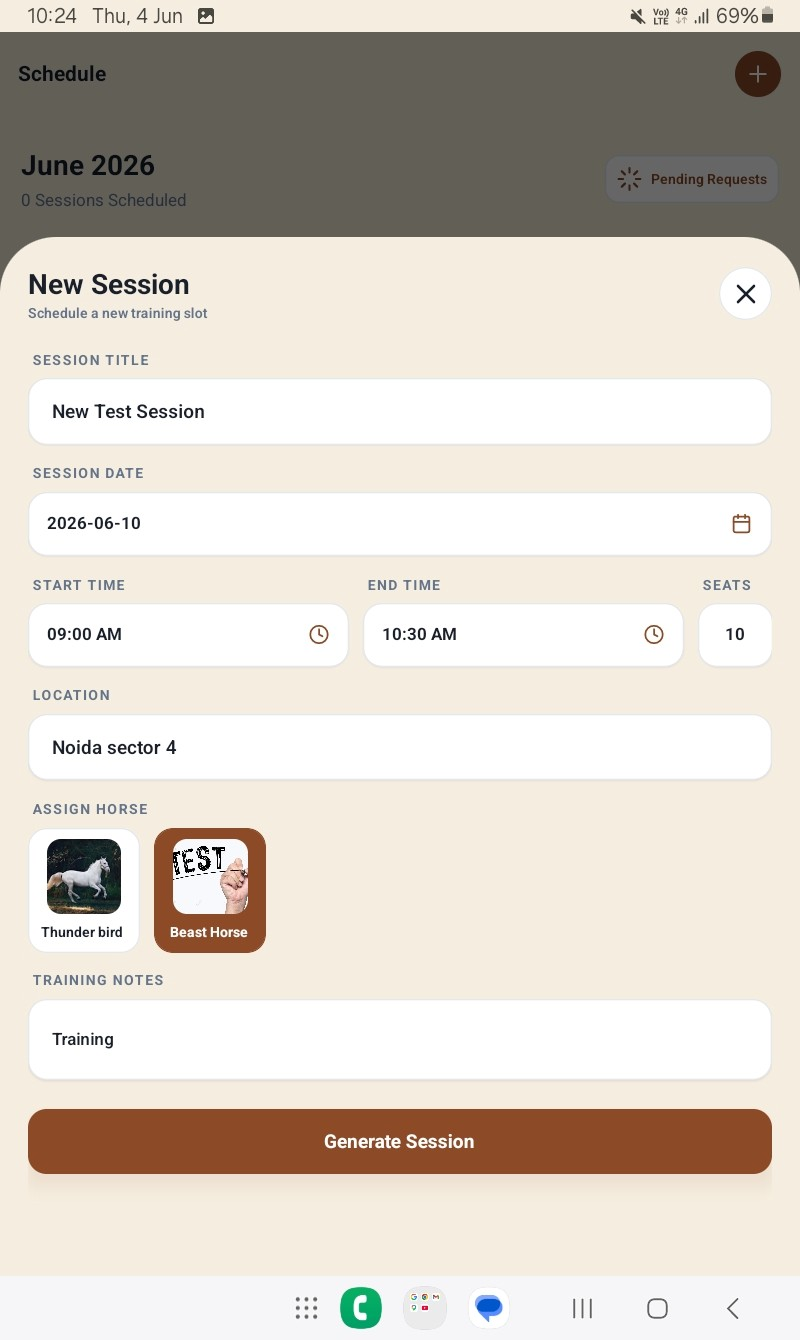 10:24 Thu, 4 Jun
Vo)) LTE 4G 69%
Schedule
June 2026
0 Sessions Scheduled
Pending Requests
New Session
Schedule a new training slot
SESSION TITLE
New Test Session
SESSION DATE
2026-06-10
START TIME END TIME SEATS
09:00 AM 10:30 AM 10
LOCATION
Noida sector 4
ASSIGN HORSE
TEST
Thunder bird Beast Horse
TRAINING NOTES
Training
Generate Session